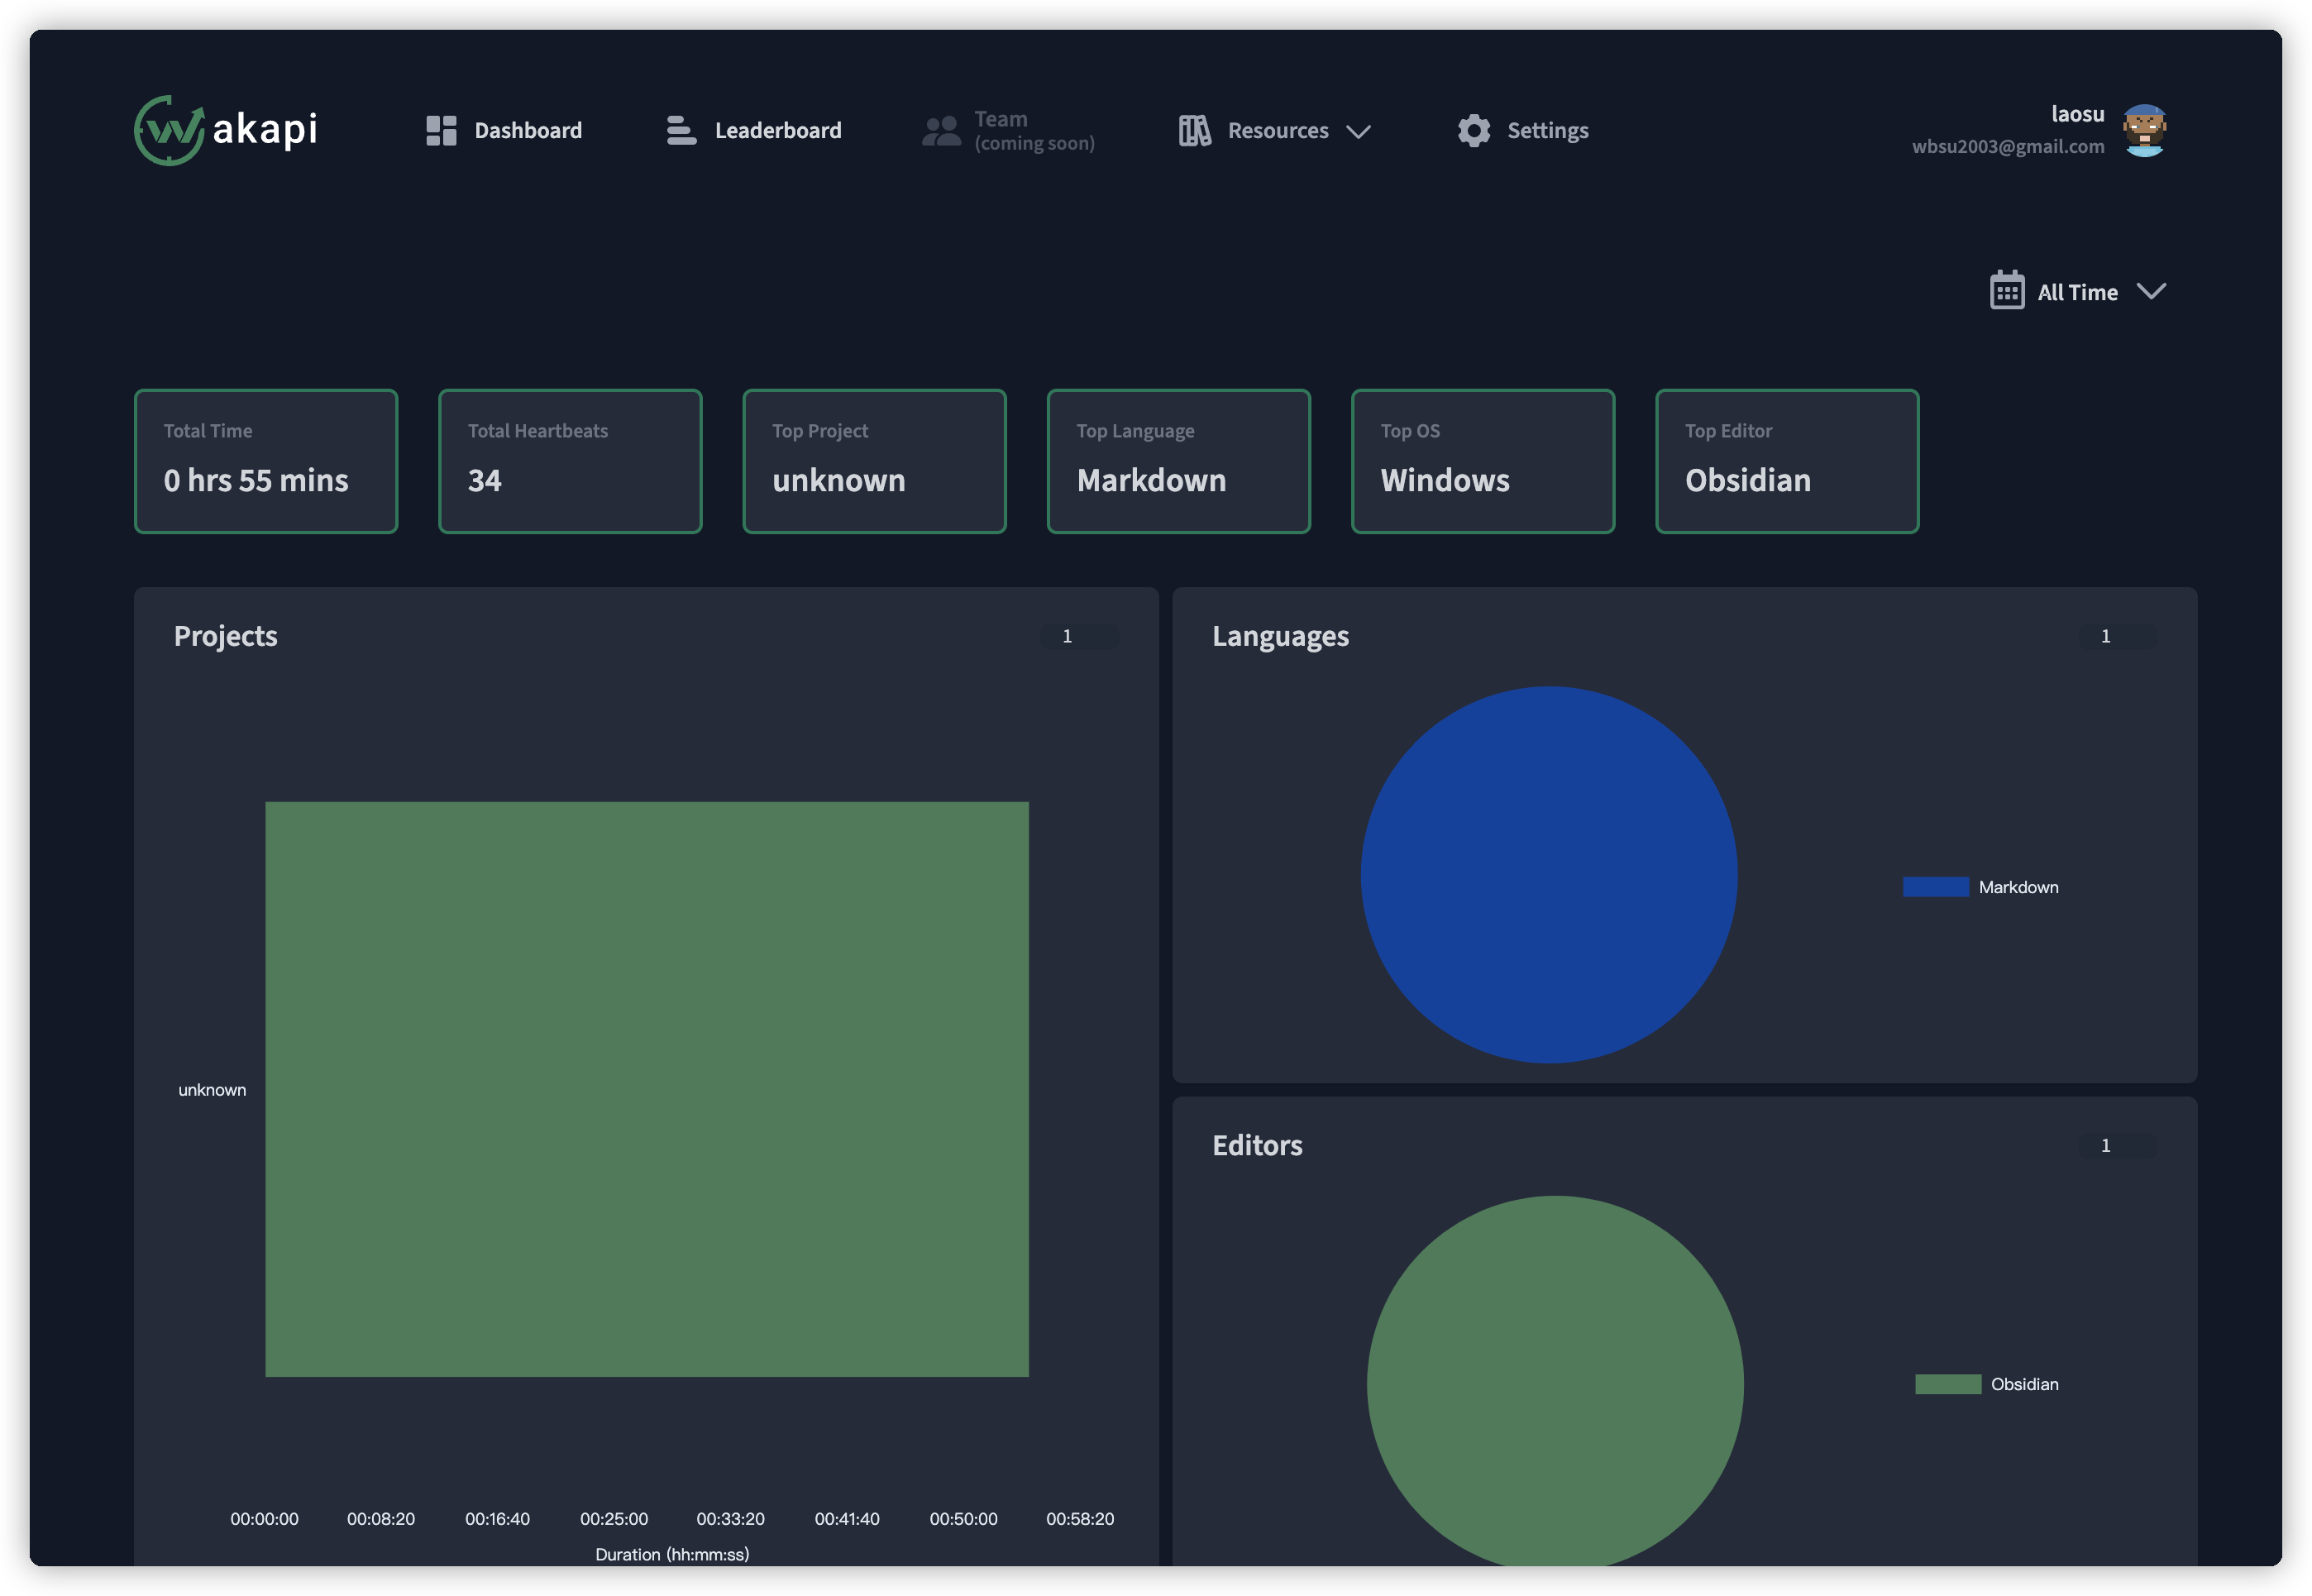 wakapi
Dashboard
Leaderboard
Team
(coming soon)
Resources
Settings
laosu
wbsu2003@gmail.com
All Time
Total Time
0 hrs 55 mins
Total Heartbeats
34
Top Project
unknown
Top Language
Markdown
Top OS
Windows
Top Editor
Obsidian
Projects
1
unknown
00:00:00 00:08:20 00:16:40 00:25:00 00:33:20 00:41:40 00:50:00 00:58:20
Duration (hh:mm:ss)
Languages
1
Markdown
Editors
1
Obsidian